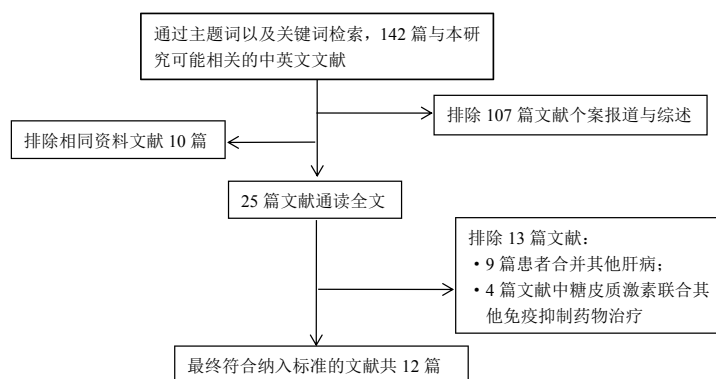 通过主题词以及关键词检索，142 篇与本研
究可能相关的中英文文献
排除 107 篇文献个案报道与综述
排除相同资料文献 10 篇
25 篇文献通读全文
排除 13 篇文献：
·9 篇患者合并其他肝病；
·4 篇文献中糖皮质激素联合其
他免疫抑制药物治疗
最终符合纳入标准的文献共 12 篇